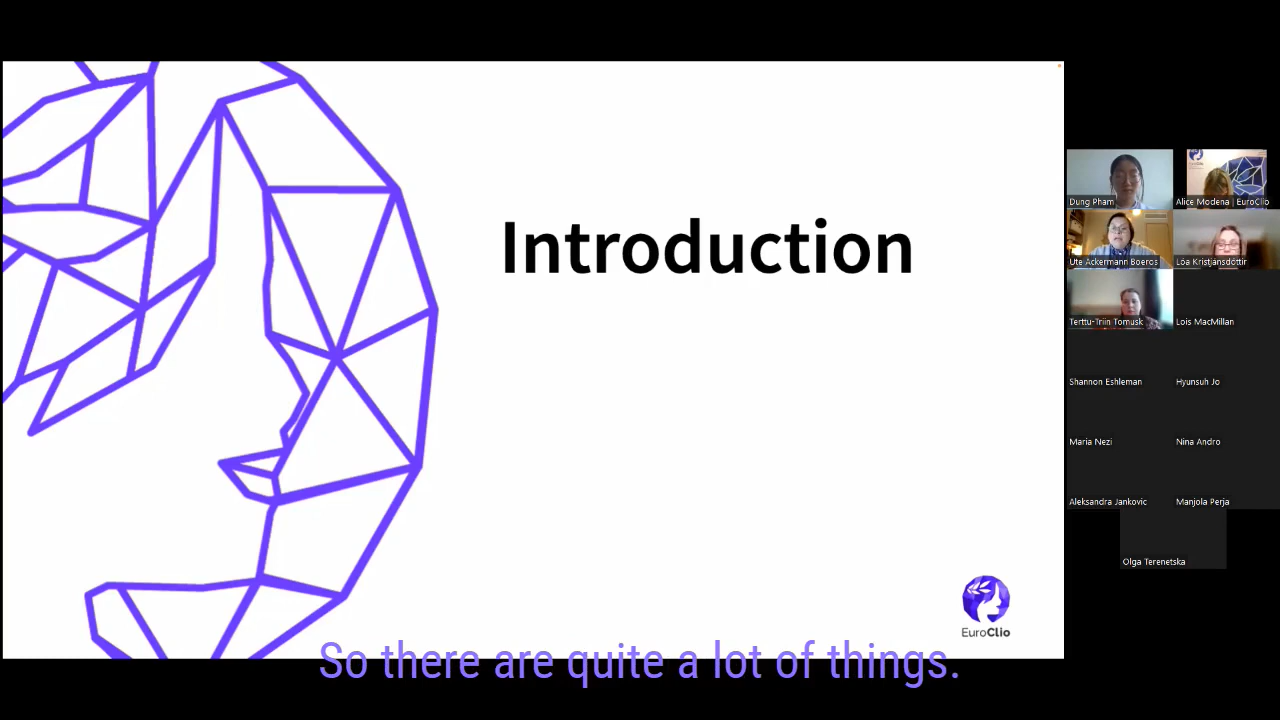 Introduction
EuroClio
So there are quite a lot of things.
Dung Pham
Alice Modena | EuroClio
Ute Ackermann Boeros
Lóa Kristjánsdóttir
Terttu-Triin Tomusk
Lois MacMillan
Shannon Eshleman
Hyunsuh Jo
Maria Nezi
Nina Andro
Aleksandra Jankovic
Manjola Perja
Olga Terenetska